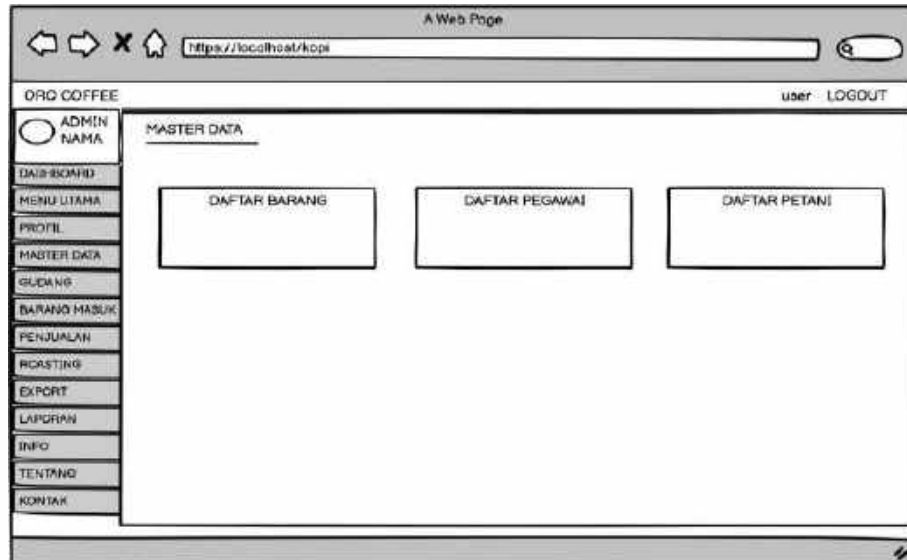 A Web Page
https://localhost/kopi
ORO COFFEE
user LOGOUT
ADMIN
NAMA
MASTER DATA
DASHBOARD
MENU UTAMA
PROFIL
MASTER DATA
GUDANG
BARANG MASUK
PENJUALAN
ROASTING
EXPORT
LAPORAN
INFO
TENTANG
KONTAK
DAFTAR BARANG
DAFTAR PEGAWAI
DAFTAR PETANI